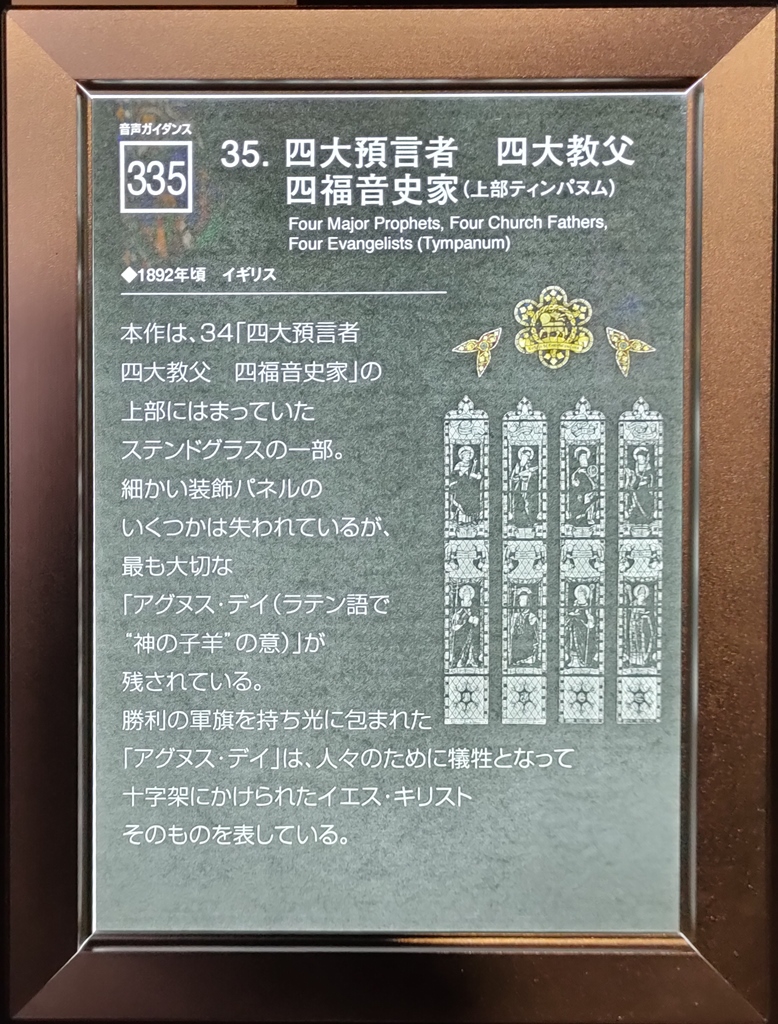 音声ガイダンス
335
35. 四大預言者　四大教父
四福音史家(上部ティンパヌム)
Four Major Prophets, Four Church Fathers,
Four Evangelists (Tympanum)
◆1892年頃　イギリス
本作は、34「四大預言者
四大教父　四福音史家」の
上部にはまっていた
ステンドグラスの一部。
細かい装飾パネルの
いくつかは失われているが、
最も大切な
「アグヌス・デイ(ラテン語で
“神の子羊”の意)」が
残されている。
勝利の軍旗を持ち光に包まれた
「アグヌス・デイ」は、人々のために犠牲となって
十字架にかけられたイエス・キリスト
そのものを表している。